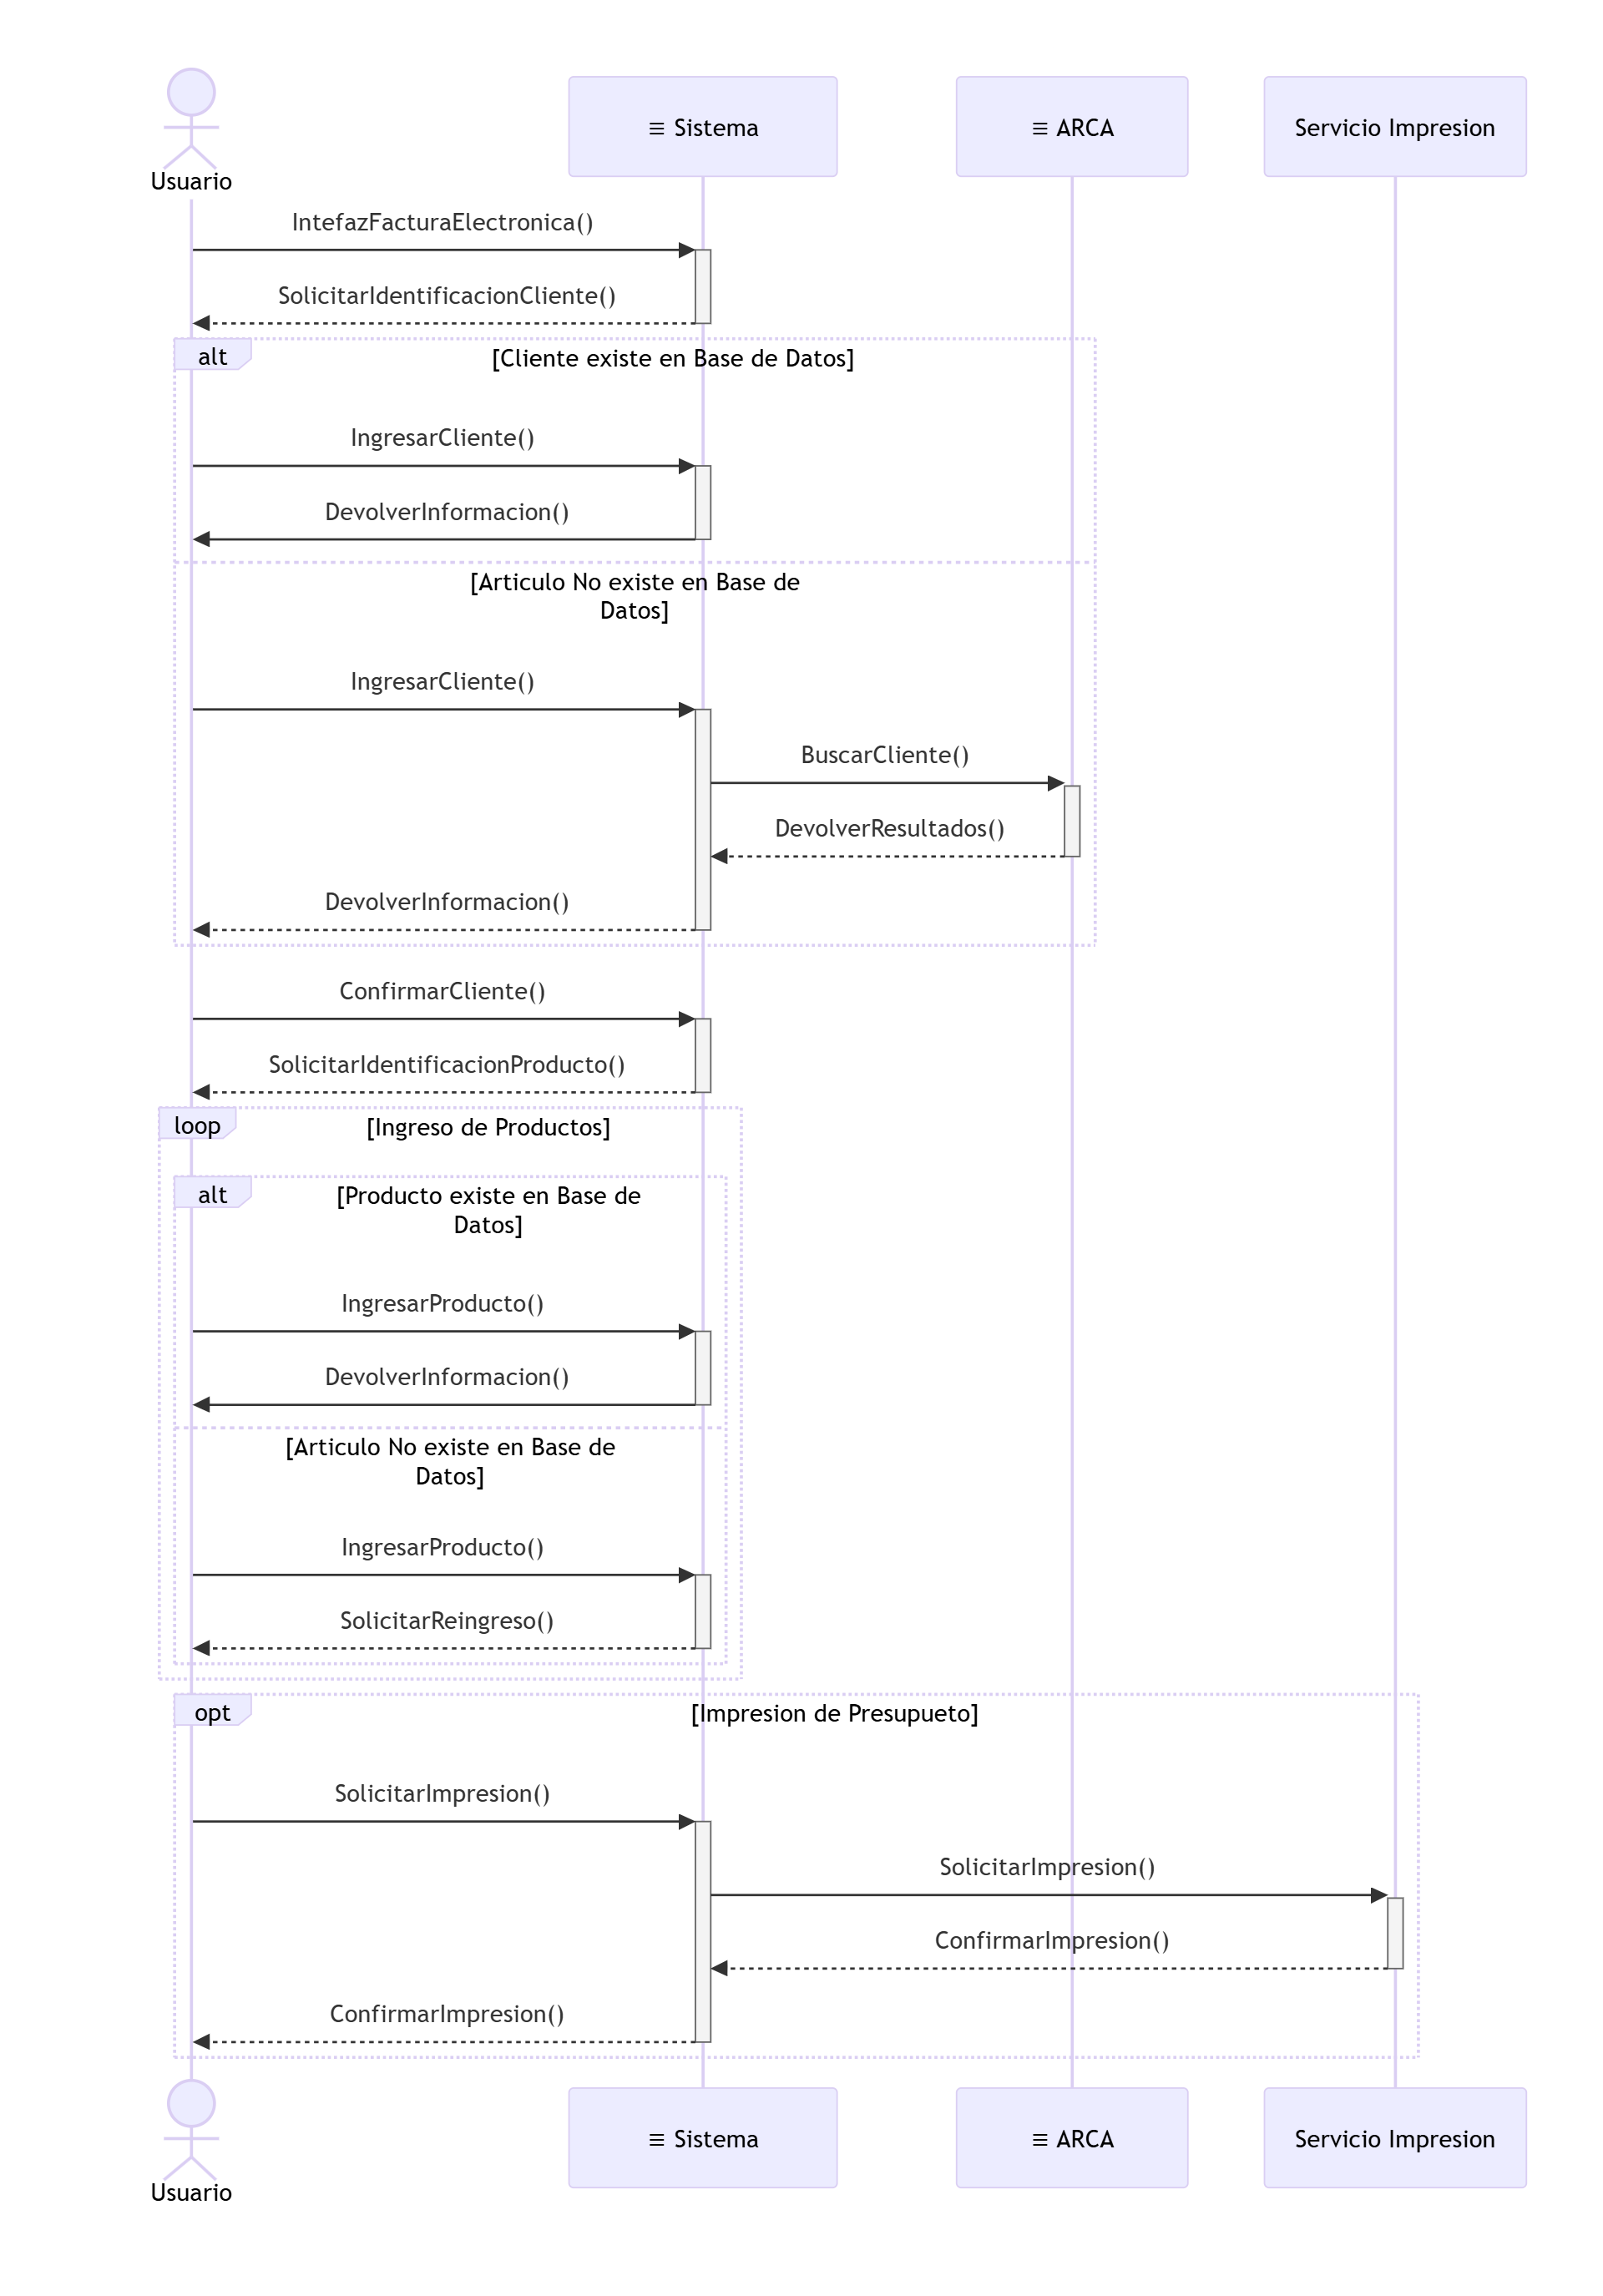 ≡ Sistema
≡ ARCA
Servicio Impresion
Usuario
IntefazFacturaElectronica()
SolicitarIdentificacionCliente()
alt
[Cliente existe en Base de Datos]
IngresarCliente()
DevolverInformacion()
[Articulo No existe en Base de
Datos]
IngresarCliente()
BuscarCliente()
DevolverResultados()
DevolverInformacion()
ConfirmarCliente()
SolicitarIdentificacionProducto()
loop
[Ingreso de Productos]
alt
[Producto existe en Base de
Datos]
IngresarProducto()
DevolverInformacion()
[Articulo No existe en Base de
Datos]
IngresarProducto()
SolicitarReingreso()
opt
[Impresion de Presupueto]
SolicitarImpresion()
SolicitarImpresion()
ConfirmarImpresion()
ConfirmarImpresion()
≡ Sistema
≡ ARCA
Servicio Impresion
Usuario